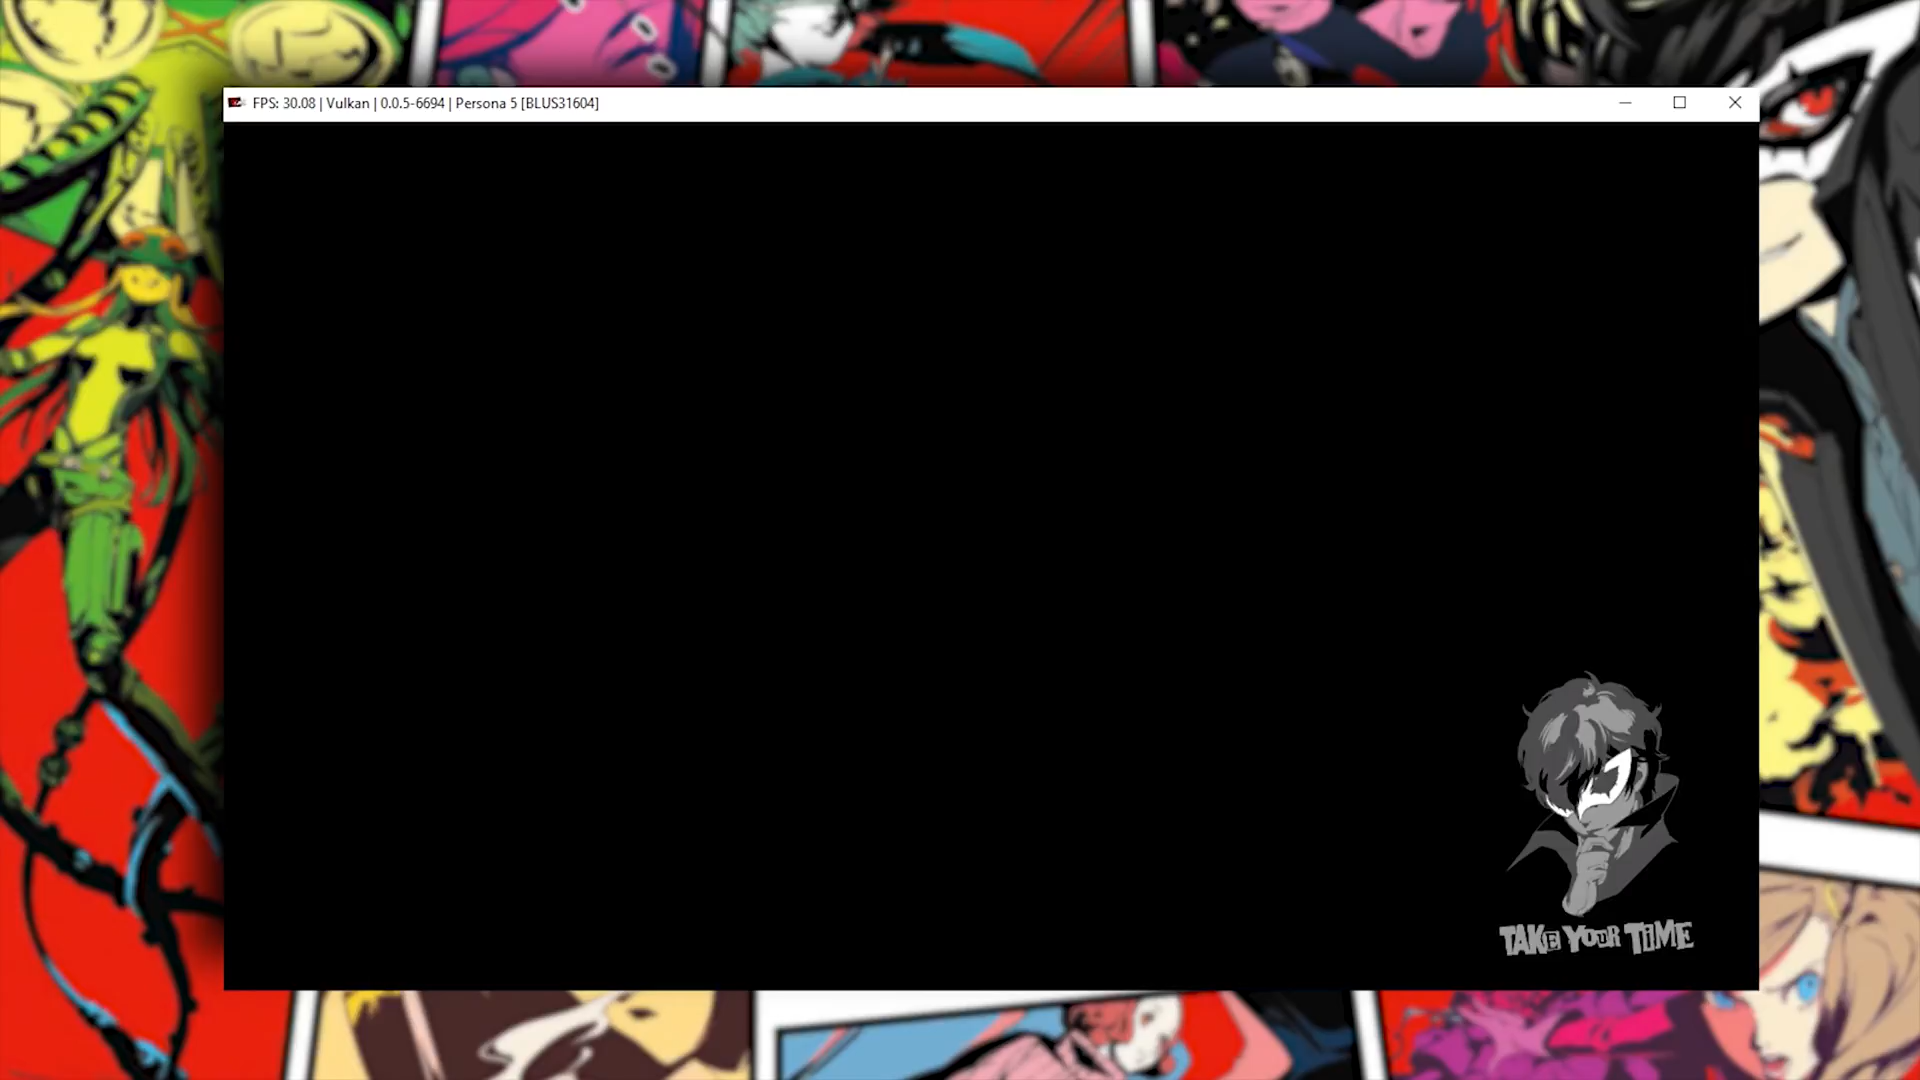 FPS: 30.08 | Vulkan | 0.0.5-6694 | Persona 5 [BLUS31604]
TAKE YOUR TIME